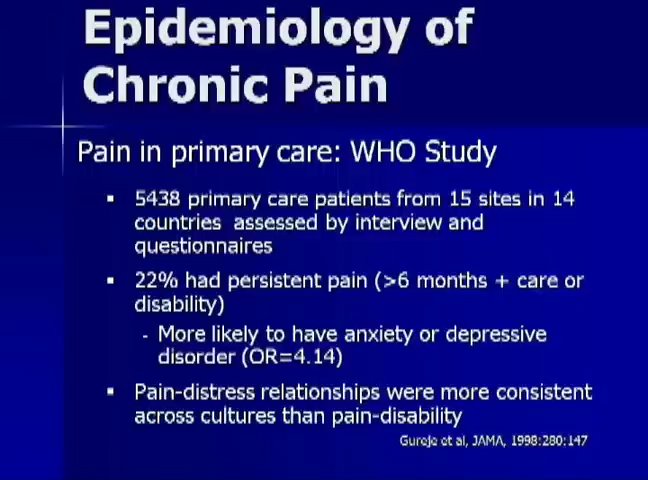 Epidemiology of
Chronic Pain
Pain in primary care: WHO Study
▪ 5438 primary care patients from 15 sites in 14
countries assessed by interview and
questionnaires
▪ 22% had persistent pain (>6 months + care or
disability)
- More likely to have anxiety or depressive
disorder (OR=4.14)
▪ Pain-distress relationships were more consistent
across cultures than pain-disability
Gureje et al, JAMA, 1998:280:147